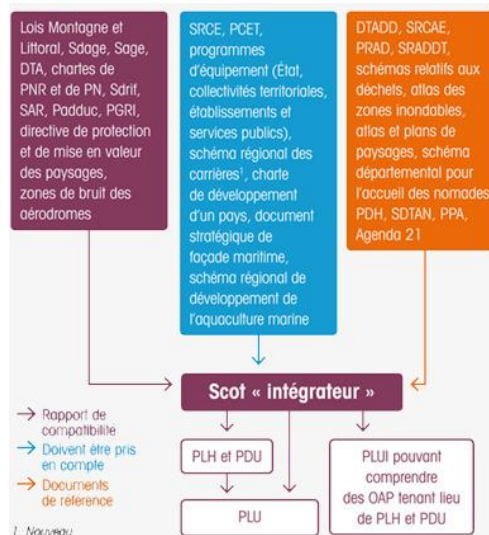 Lois Montagne et
Littoral, Sdage, Sage,
DTA, chartes de
PNR et de PN, Sdrif,
SAR, Padduc, PGRI,
directive de protection
et de mise en valeur
des paysages,
zones de bruit des
aérodromes
SRCE, PCET,
programmes
d'équipement (État,
collectivités territoriales,
établissements et
services publics),
schéma régional des
carrières¹, charte
de développement
d'un pays, document
stratégique de
façade maritime,
schéma régional de
développement de
l'aquaculture marine
DTADD, SRCAE,
PRAD, SRADDT,
schémas relatifs aux
déchets, atlas des
zones inondables,
atlas et plans de
paysages, schéma
départemental pour
l'accueil des nomades
PDH, SDTAN, PPA,
Agenda 21
Scot « intégrateur »
Rapport de
compatibilité
Doivent être pris
en compte
Documents
de référence
PLH et PDU
PLU
PLUI pouvant
comprendre
des OAP tenant lieu
de PLH et PDU
1. Nouveau